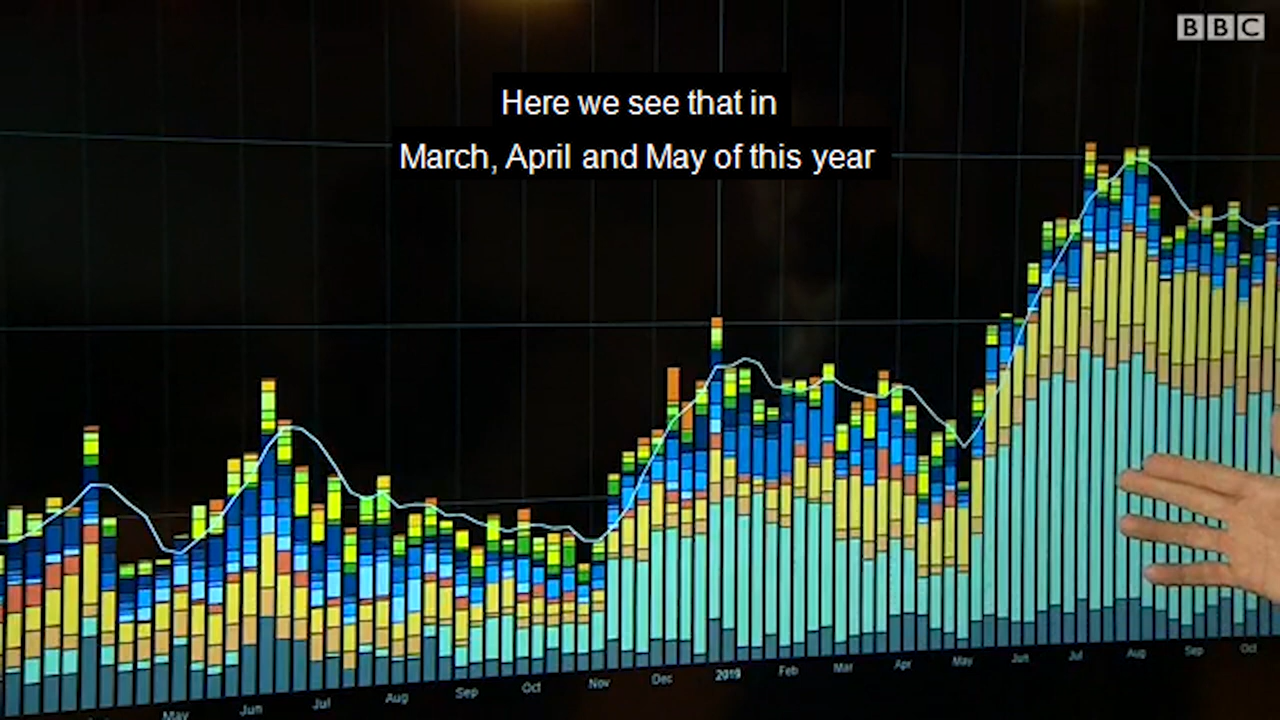 BBC
Here we see that in
March, April and May of this year
May Jun Jul Aug Sep Oct Nov Dec 2019 Feb Mar Apr May Jun Jul Aug Sep Oct